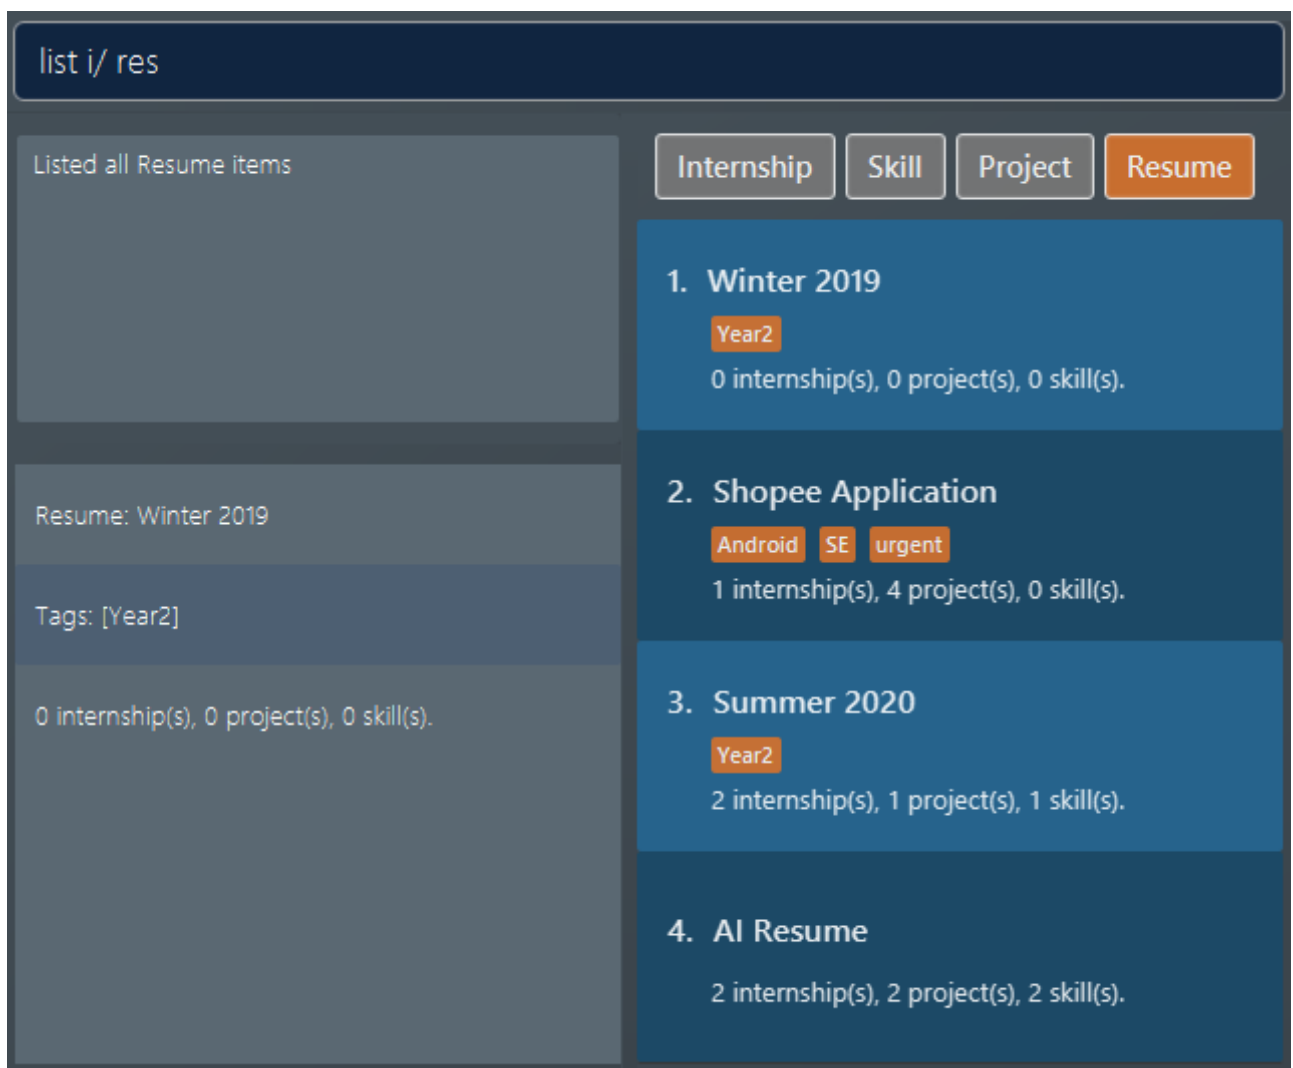 list i/ res
Listed all Resume items
Resume: Winter 2019
Tags: [Year2]
0 internship(s), 0 project(s), 0 skill(s).
Internship Skill Project Resume
1. Winter 2019
Year2
0 internship(s), 0 project(s), 0 skill(s).
2. Shopee Application
Android SE urgent
1 internship(s), 4 project(s), 0 skill(s).
3. Summer 2020
Year2
2 internship(s), 1 project(s), 1 skill(s).
4. AI Resume
2 internship(s), 2 project(s), 2 skill(s).